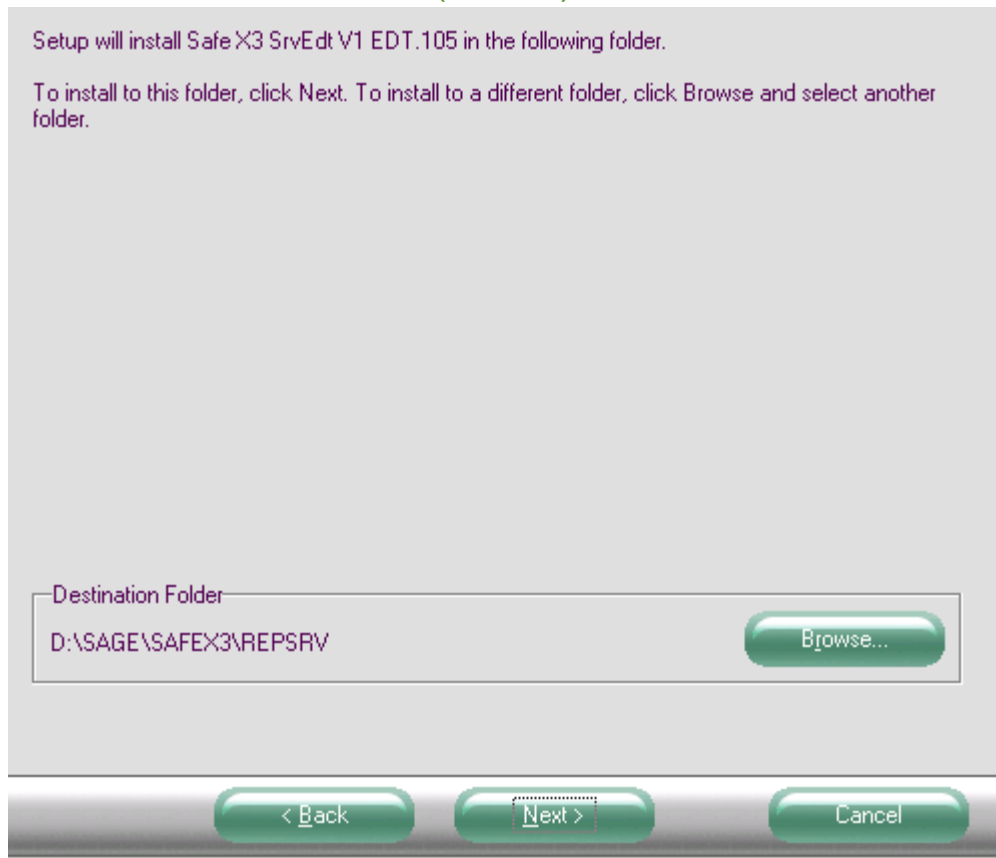 Setup will install Safe X3 SrvEdt V1 EDT.105 in the following folder.
To install to this folder, click Next. To install to a different folder, click Browse and select another
folder.
Destination Folder
D:\SAGE\SAFEX3\REPSRV
Browse...
< Back
Next >
Cancel